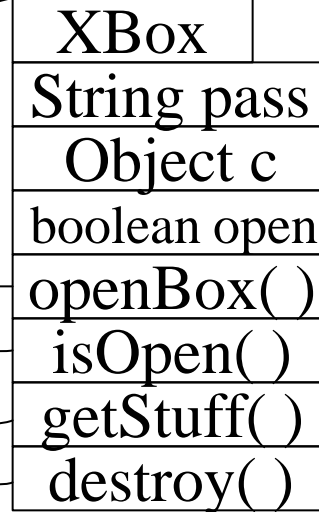 XBox
String pass
Object c
boolean open
openBox( )
isOpen( )
getStuff( )
destroy( )